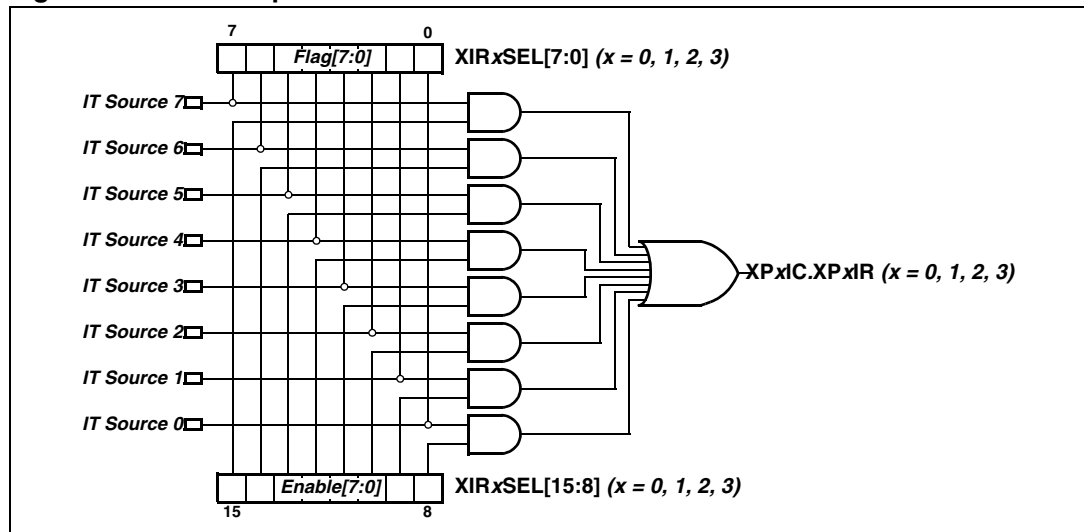 7 0
Flag[7:0] XIRxSEL[7:0] (x = 0, 1, 2, 3)
IT Source 7
IT Source 6
IT Source 5
IT Source 4
IT Source 3
IT Source 2
IT Source 1
IT Source 0
XPxIC.XPxIR (x = 0, 1, 2, 3)
Enable[7:0] XIRxSEL[15:8] (x = 0, 1, 2, 3)
15 8